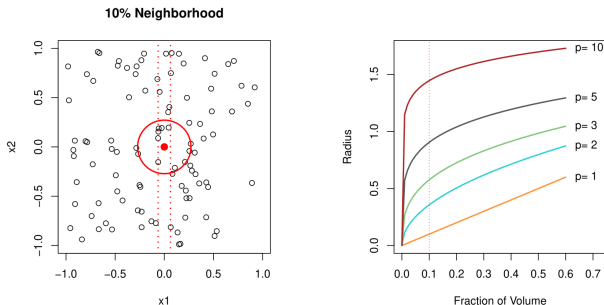 10% Neighborhood
x2
1.0
0.5
0.0
−0.5
−1.0
−1.0 −0.5 0.0 0.5 1.0
x1
Radius
1.5
1.0
0.5
0.0
p= 10
p= 5
p= 3
p= 2
p= 1
0.0 0.1 0.2 0.3 0.4 0.5 0.6 0.7
Fraction of Volume